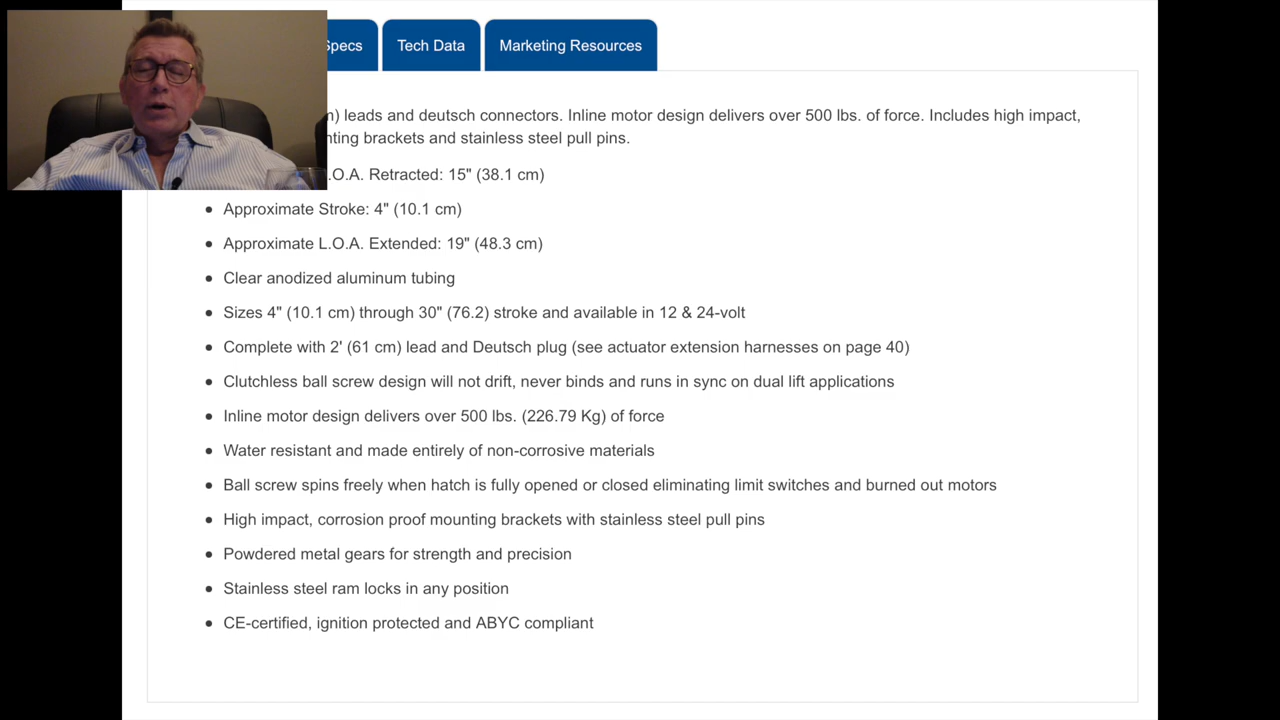 Specs
Tech Data
Marketing Resources
leads and deutsch connectors. Inline motor design delivers over 500 lbs. of force. Includes high impact,
brackets and stainless steel pull pins.
L.O.A. Retracted: 15" (38.1 cm)
● Approximate Stroke: 4" (10.1 cm)
● Approximate L.O.A. Extended: 19" (48.3 cm)
● Clear anodized aluminum tubing
● Sizes 4" (10.1 cm) through 30" (76.2) stroke and available in 12 & 24-volt
● Complete with 2' (61 cm) lead and Deutsch plug (see actuator extension harnesses on page 40)
● Clutchless ball screw design will not drift, never binds and runs in sync on dual lift applications
● Inline motor design delivers over 500 lbs. (226.79 Kg) of force
● Water resistant and made entirely of non-corrosive materials
● Ball screw spins freely when hatch is fully opened or closed eliminating limit switches and burned out motors
● High impact, corrosion proof mounting brackets with stainless steel pull pins
● Powdered metal gears for strength and precision
● Stainless steel ram locks in any position
● CE-certified, ignition protected and ABYC compliant